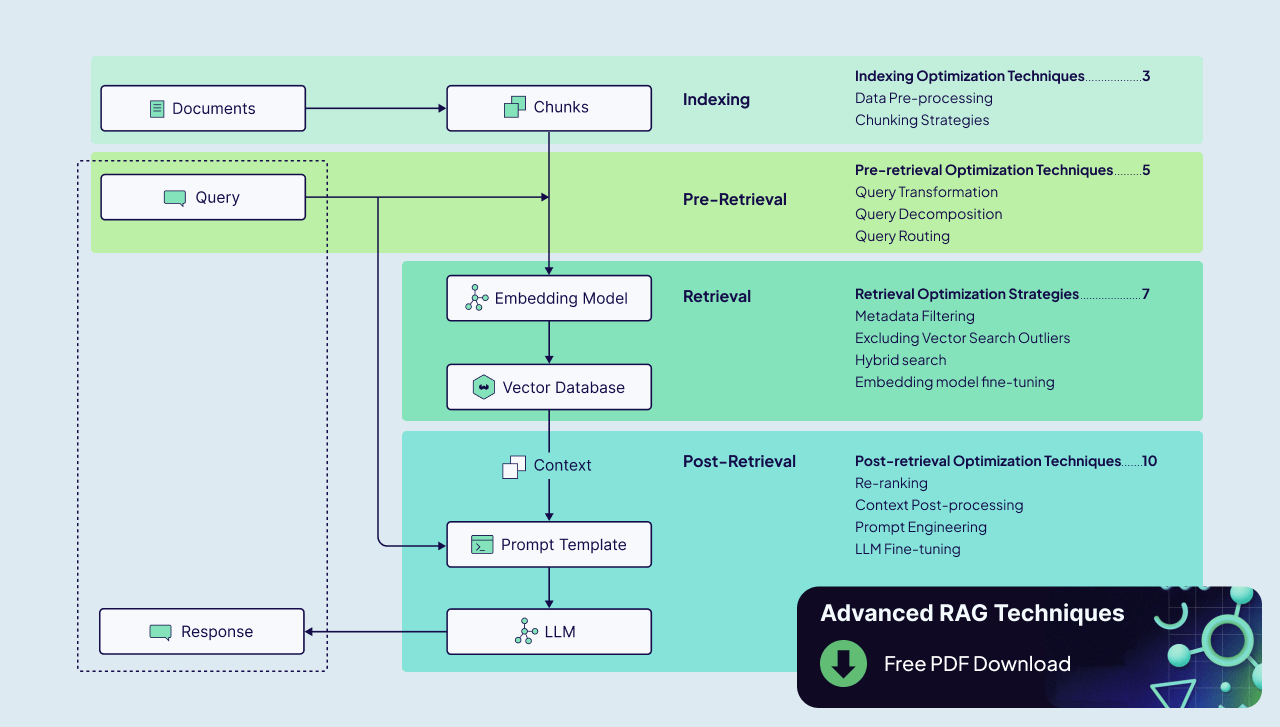 Documents
Chunks
Indexing
Indexing Optimization Techniques..................3
Data Pre-processing
Chunking Strategies
Query
Pre-Retrieval
Pre-retrieval Optimization Techniques.........5
Query Transformation
Query Decomposition
Query Routing
Embedding Model
Vector Database
Retrieval
Retrieval Optimization Strategies...................7
Metadata Filtering
Excluding Vector Search Outliers
Hybrid search
Embedding model fine-tuning
Context
Prompt Template
LLM
Response
Post-Retrieval
Post-retrieval Optimization Techniques.......10
Re-ranking
Context Post-processing
Prompt Engineering
LLM Fine-tuning
Advanced RAG Techniques
Free PDF Download